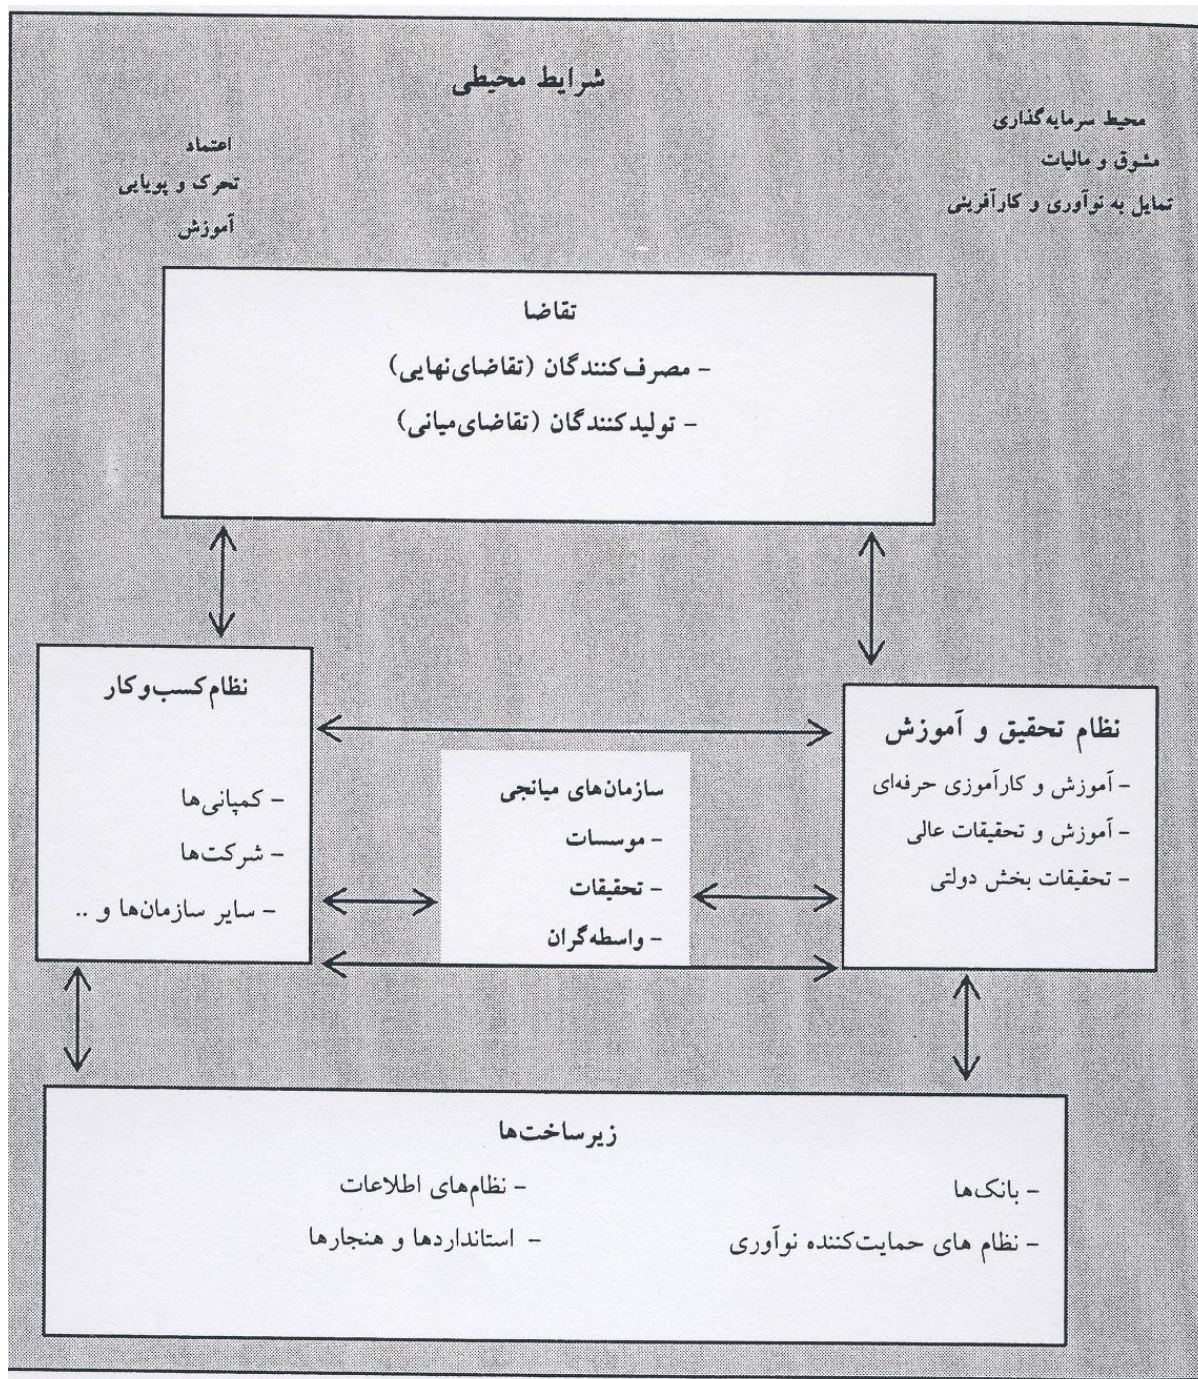 شرایط محیطی
محیط سرمایه‌گذاری
مشوق و مالیات
تمایل به نوآوری و کارآفرینی
اعتماد
تحرک و پویایی
آموزش
تقاضا
- مصرف‌کنندگان (تقاضای‌نهایی)
- تولیدکنندگان (تقاضای‌میانی)
نظام تحقیق و آموزش
- آموزش و کارآموزی حرفه‌ای
- آموزش و تحقیقات عالی
- تحقیقات بخش دولتی
سازمان‌های میانجی
- موسسات
- تحقیقات
- واسطه‌گران
نظام‌کسب‌وکار
- کمپانی‌ها
- شرکت‌ها
- سایر سازمان‌ها و ..
زیرساخت‌ها
- بانک‌ها
- نظام های حمایت‌کننده نوآوری
- نظام‌های اطلاعات
- استانداردها و هنجارها